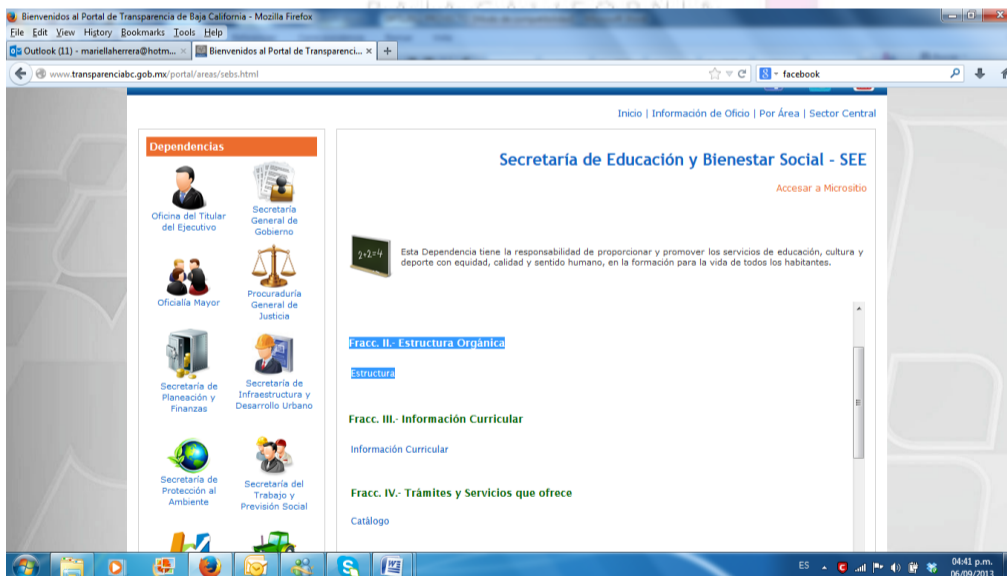 BAJA CALIFORNIA
Bienvenidos al Portal de Transparencia de Baja California - Mozilla Firefox
File Edit View History Bookmarks Tools Help
Outlook (11) - mariellaherrera@hotm... ×
Bienvenidos al Portal de Transparenci... × +
www.transparenciabc.gob.mx/portal/areas/sebs.html
facebook
Inicio | Información de Oficio | Por Área | Sector Central
Dependencias
Oficina del Titular
del Ejecutivo
Secretaría
General de
Gobierno
Oficialía Mayor
Procuraduría
General de
Justicia
Secretaría de
Planeación y
Finanzas
Secretaría de
Infraestructura y
Desarrollo Urbano
Secretaría de
Protección al
Ambiente
Secretaría del
Trabajo y
Previsión Social
Secretaría de Educación y Bienestar Social - SEE
Accesar a Micrositio
2+2=4
Esta Dependencia tiene la responsabilidad de proporcionar y promover los servicios de educación, cultura y
deporte con equidad, calidad y sentido humano, en la formación para la vida de todos los habitantes.
Fracc. II.- Estructura Orgánica
Estructura
Fracc. III.- Información Curricular
Información Curricular
Fracc. IV.- Trámites y Servicios que ofrece
Catálogo
ES
04:41 p.m.
06/09/2013